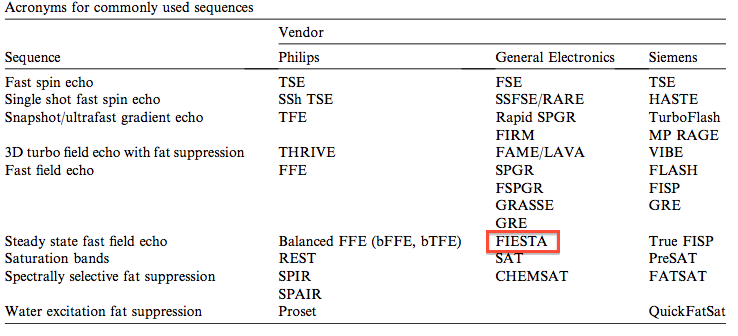 Acronyms for commonly used sequences
Vendor
Sequence Philips General Electronics Siemens
Fast spin echo TSE FSE TSE
Single shot fast spin echo SSh TSE SSFSE/RARE HASTE
Snapshot/ultrafast gradient echo TFE Rapid SPGR TurboFlash
FIRM MP RAGE
3D turbo field echo with fat suppression THRIVE FAME/LAVA VIBE
Fast field echo FFE SPGR FLASH
FSPGR FISP
GRASSE GRE
GRE
Steady state fast field echo Balanced FFE (bFFE, bTFE) FIESTA True FISP
Saturation bands REST SAT PreSAT
Spectrally selective fat suppression SPIR CHEMSAT FATSAT
SPAIR
Water excitation fat suppression Proset QuickFatSat